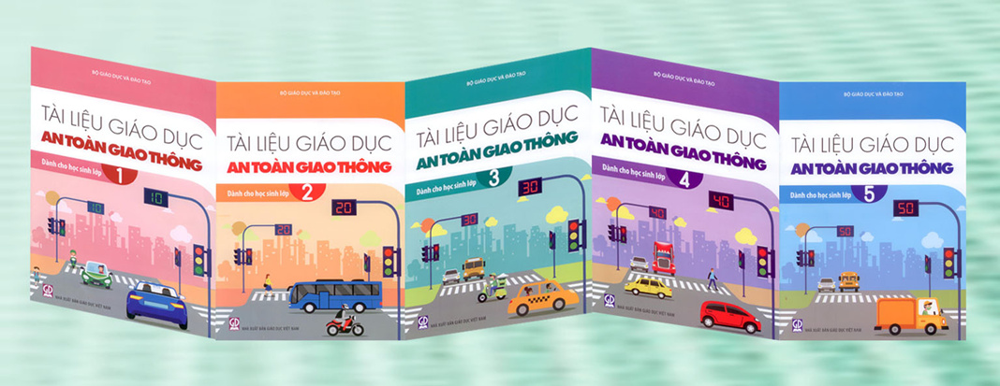 BỘ GIÁO DỤC VÀ ĐÀO TẠO
TÀI LIỆU GIÁO DỤC
AN TOÀN GIAO THÔNG
Dành cho học sinh lớp 1
10
10
NHÀ XUẤT BẢN GIÁO DỤC VIỆT NAM
BỘ GIÁO DỤC VÀ ĐÀO TẠO
TÀI LIỆU GIÁO DỤC
AN TOÀN GIAO THÔNG
Dành cho học sinh lớp 2
20
20
NHÀ XUẤT BẢN GIÁO DỤC VIỆT NAM
BỘ GIÁO DỤC VÀ ĐÀO TẠO
TÀI LIỆU GIÁO DỤC
AN TOÀN GIAO THÔNG
Dành cho học sinh lớp 3
30
30
NHÀ XUẤT BẢN GIÁO DỤC VIỆT NAM
BỘ GIÁO DỤC VÀ ĐÀO TẠO
TÀI LIỆU GIÁO DỤC
AN TOÀN GIAO THÔNG
Dành cho học sinh lớp 4
40
40
NHÀ XUẤT BẢN GIÁO DỤC VIỆT NAM
BỘ GIÁO DỤC VÀ ĐÀO TẠO
TÀI LIỆU GIÁO DỤC
AN TOÀN GIAO THÔNG
Dành cho học sinh lớp 5
50
50
NHÀ XUẤT BẢN GIÁO DỤC VIỆT NAM